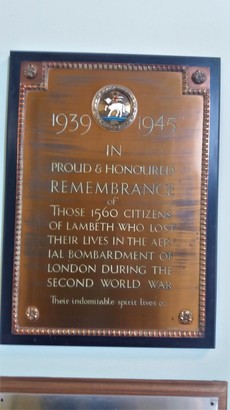 1939 1945
IN
PROUD & HONOURED
REMEMBRANCE
of
THOSE 1560 CITIZENS
OF LAMBETH WHO LOST
THEIR LIVES IN THE AER-
IAL BOMBARDMENT OF
LONDON DURING THE
SECOND WORLD WAR
Their indomitable spirit lives on